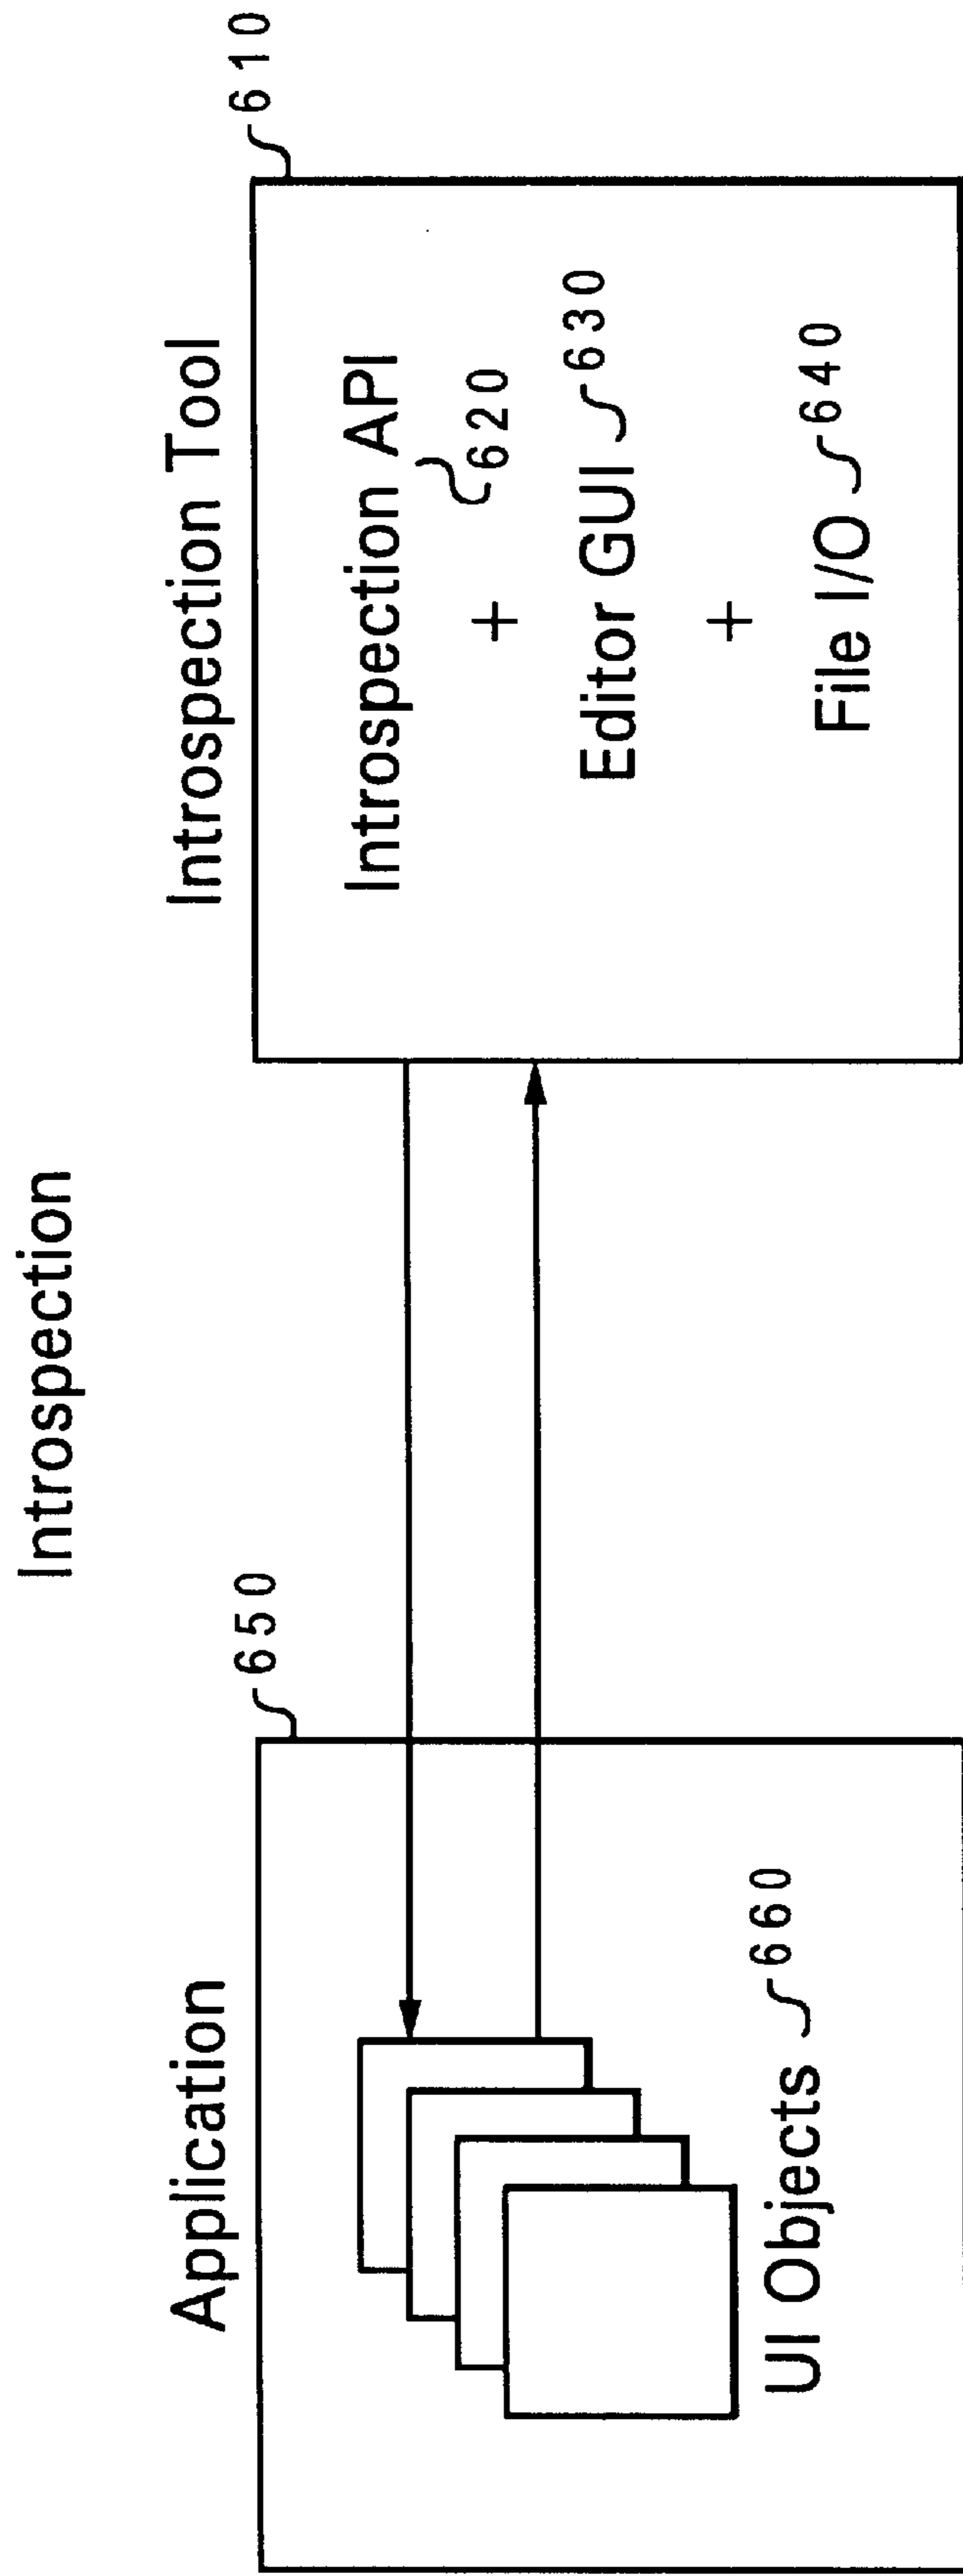 Introspection
Application
650
UI Objects 660
Introspection Tool
610
Introspection API
620
+
Editor GUI 630
+
File I/O 640